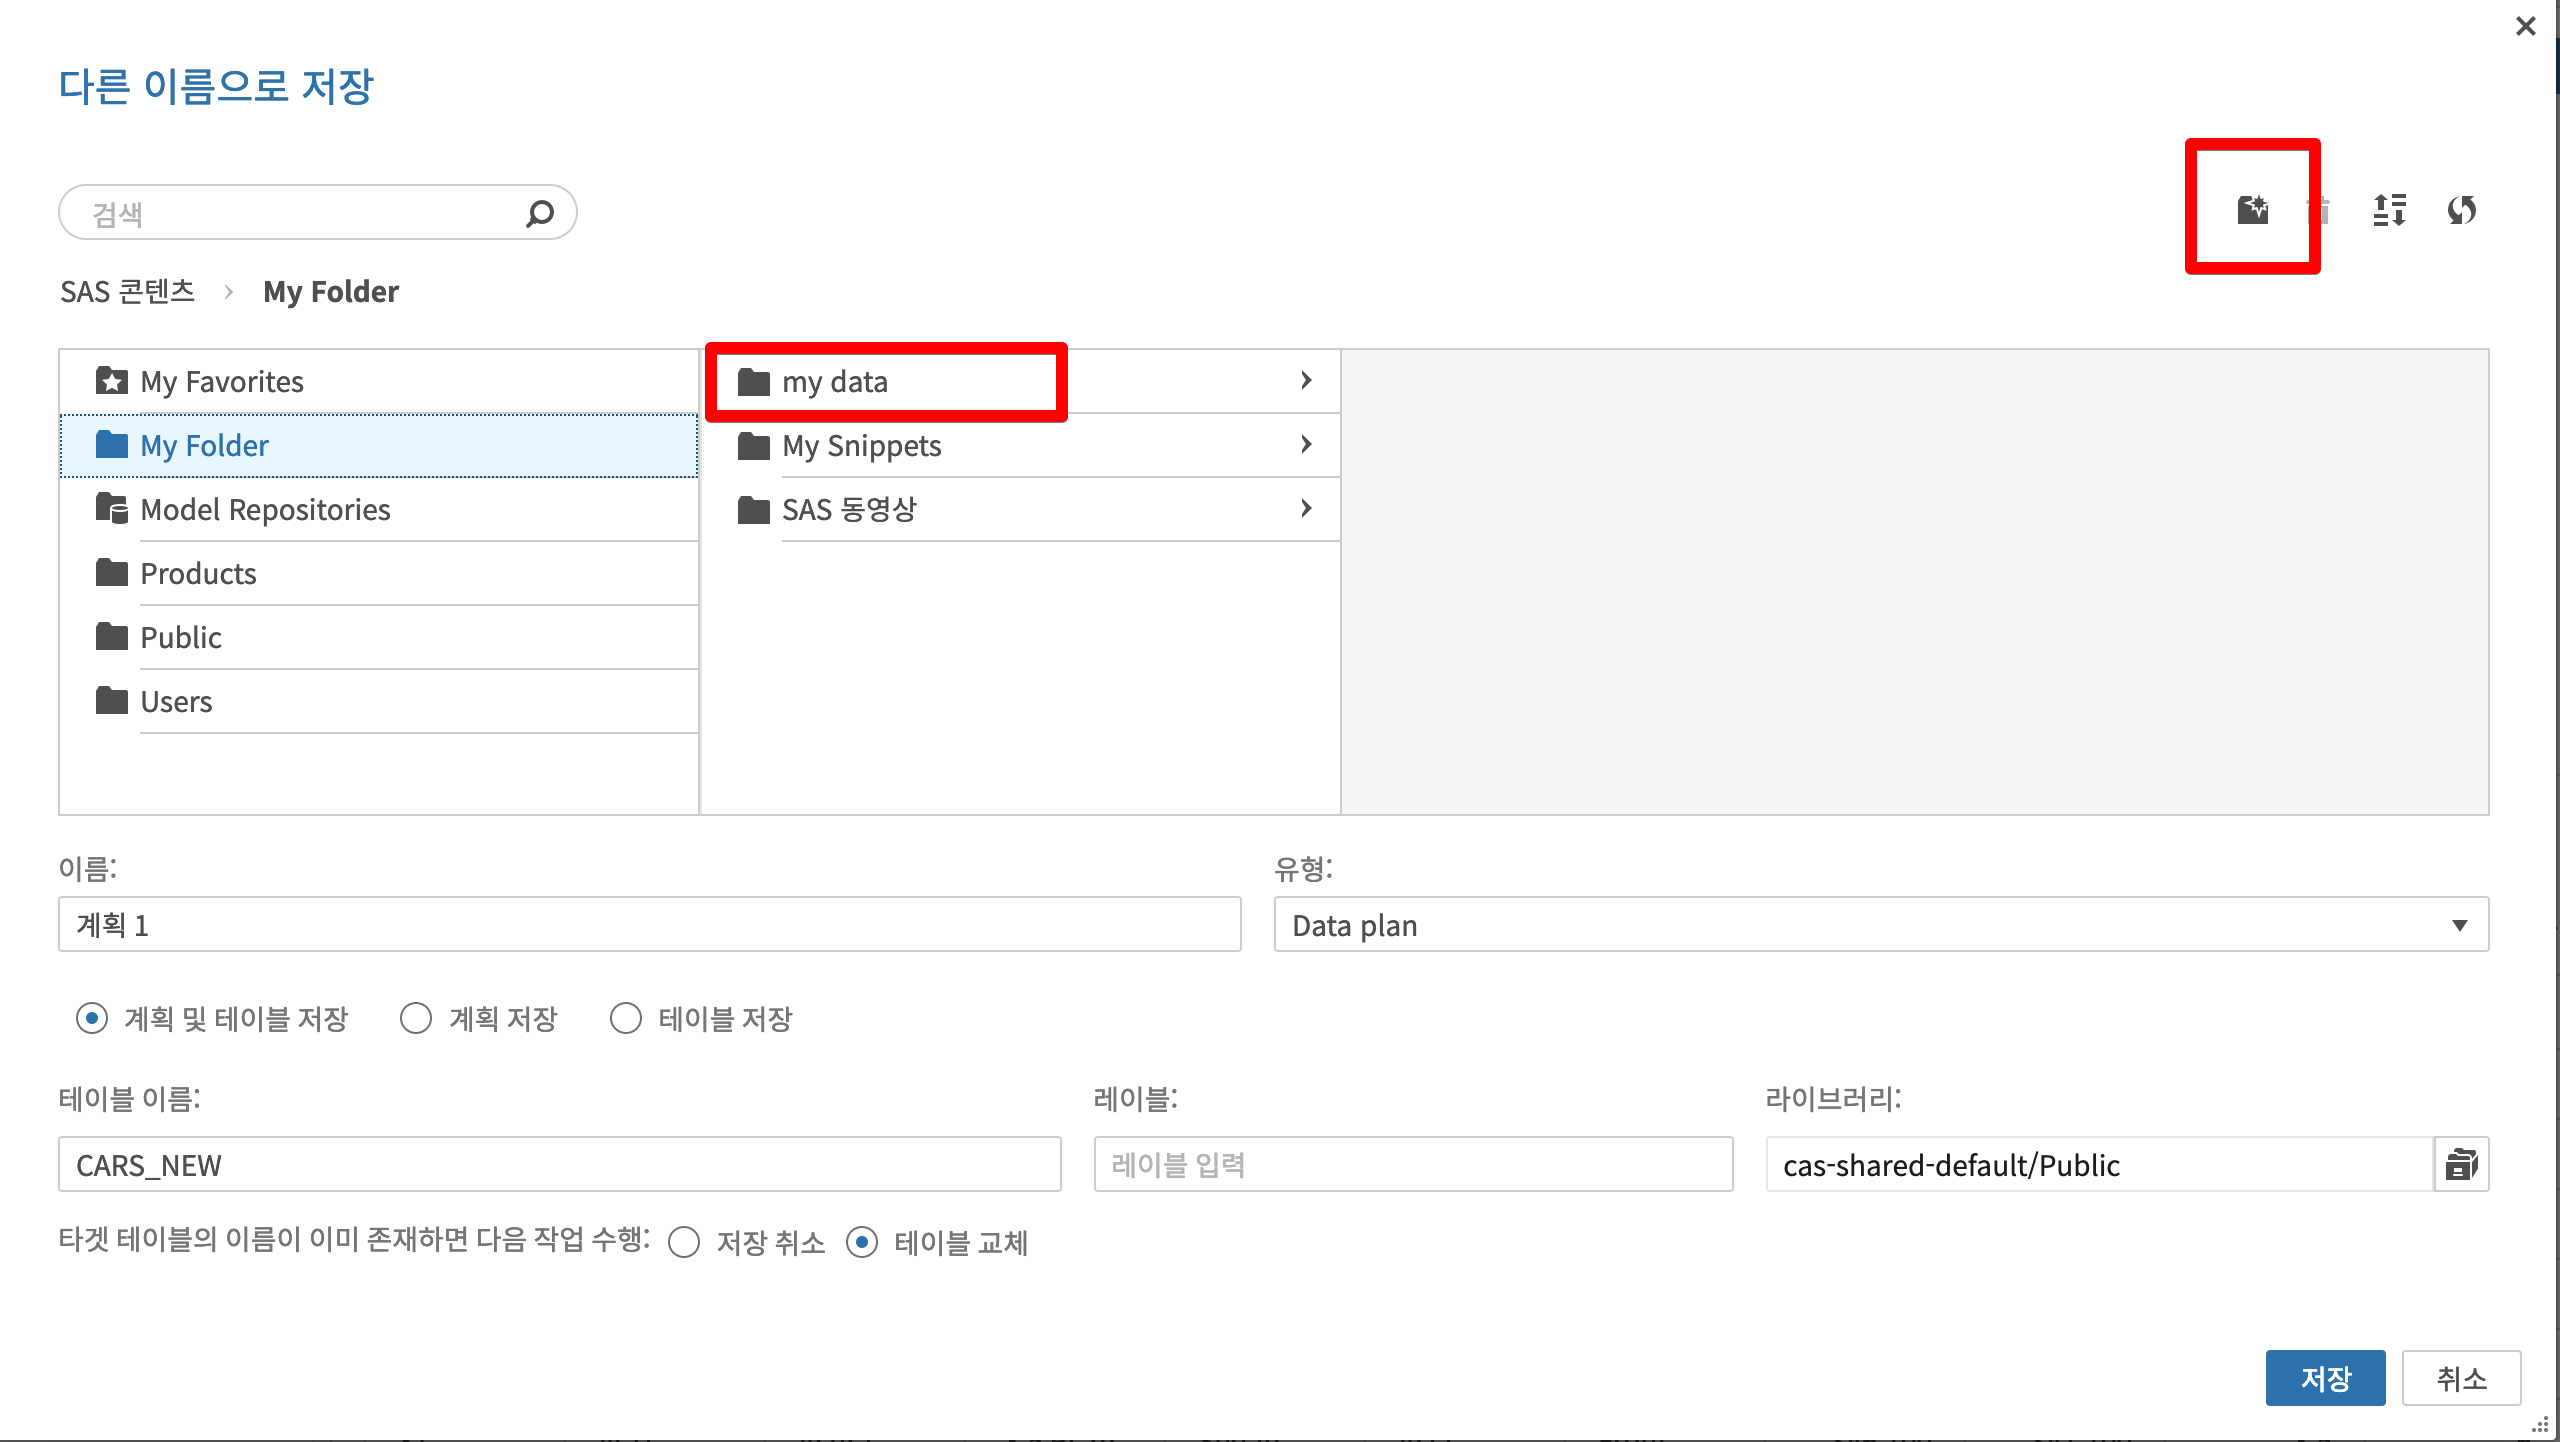 다른 이름으로 저장
검색
SAS 콘텐츠 > My Folder
My Favorites
My Folder
Model Repositories
Products
Public
Users
my data
My Snippets
SAS 동영상
이름:
유형:
계획 1
Data plan
계획 및 테이블 저장 계획 저장 테이블 저장
테이블 이름:
레이블:
라이브러리:
CARS_NEW
레이블 입력
cas-shared-default/Public
타겟 테이블의 이름이 이미 존재하면 다음 작업 수행: 저장 취소 테이블 교체
저장 취소